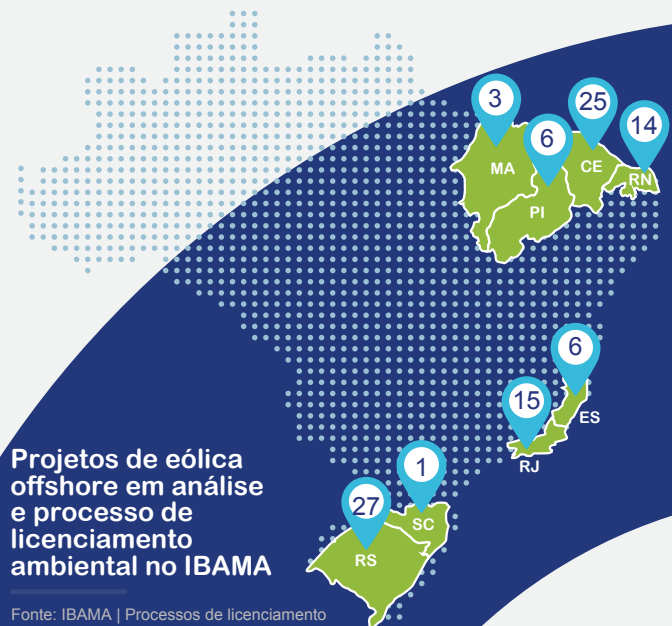 3
25
14
6
MA
CE
RN
PI
6
15
ES
RJ
1
27
SC
RS
Projetos de eólica
offshore em análise
e processo de
licenciamento
ambiental no IBAMA
Fonte: IBAMA | Processos de licenciamento